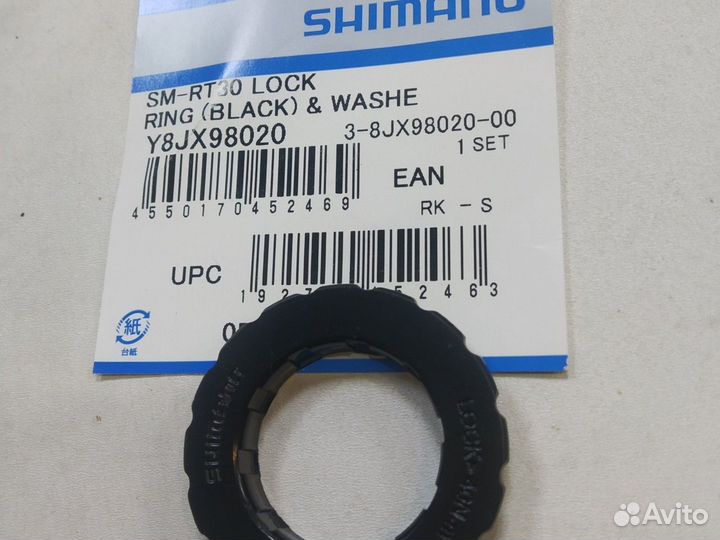 SHIMANO
SM-RT30 LOCK
RING (BLACK) & WASHE
Y8JX98020 3-8JX98020-00
1 SET
EAN
4550170452469
RK - S
UPC
紙
台紙
SHIMANO
LOCK
Avito